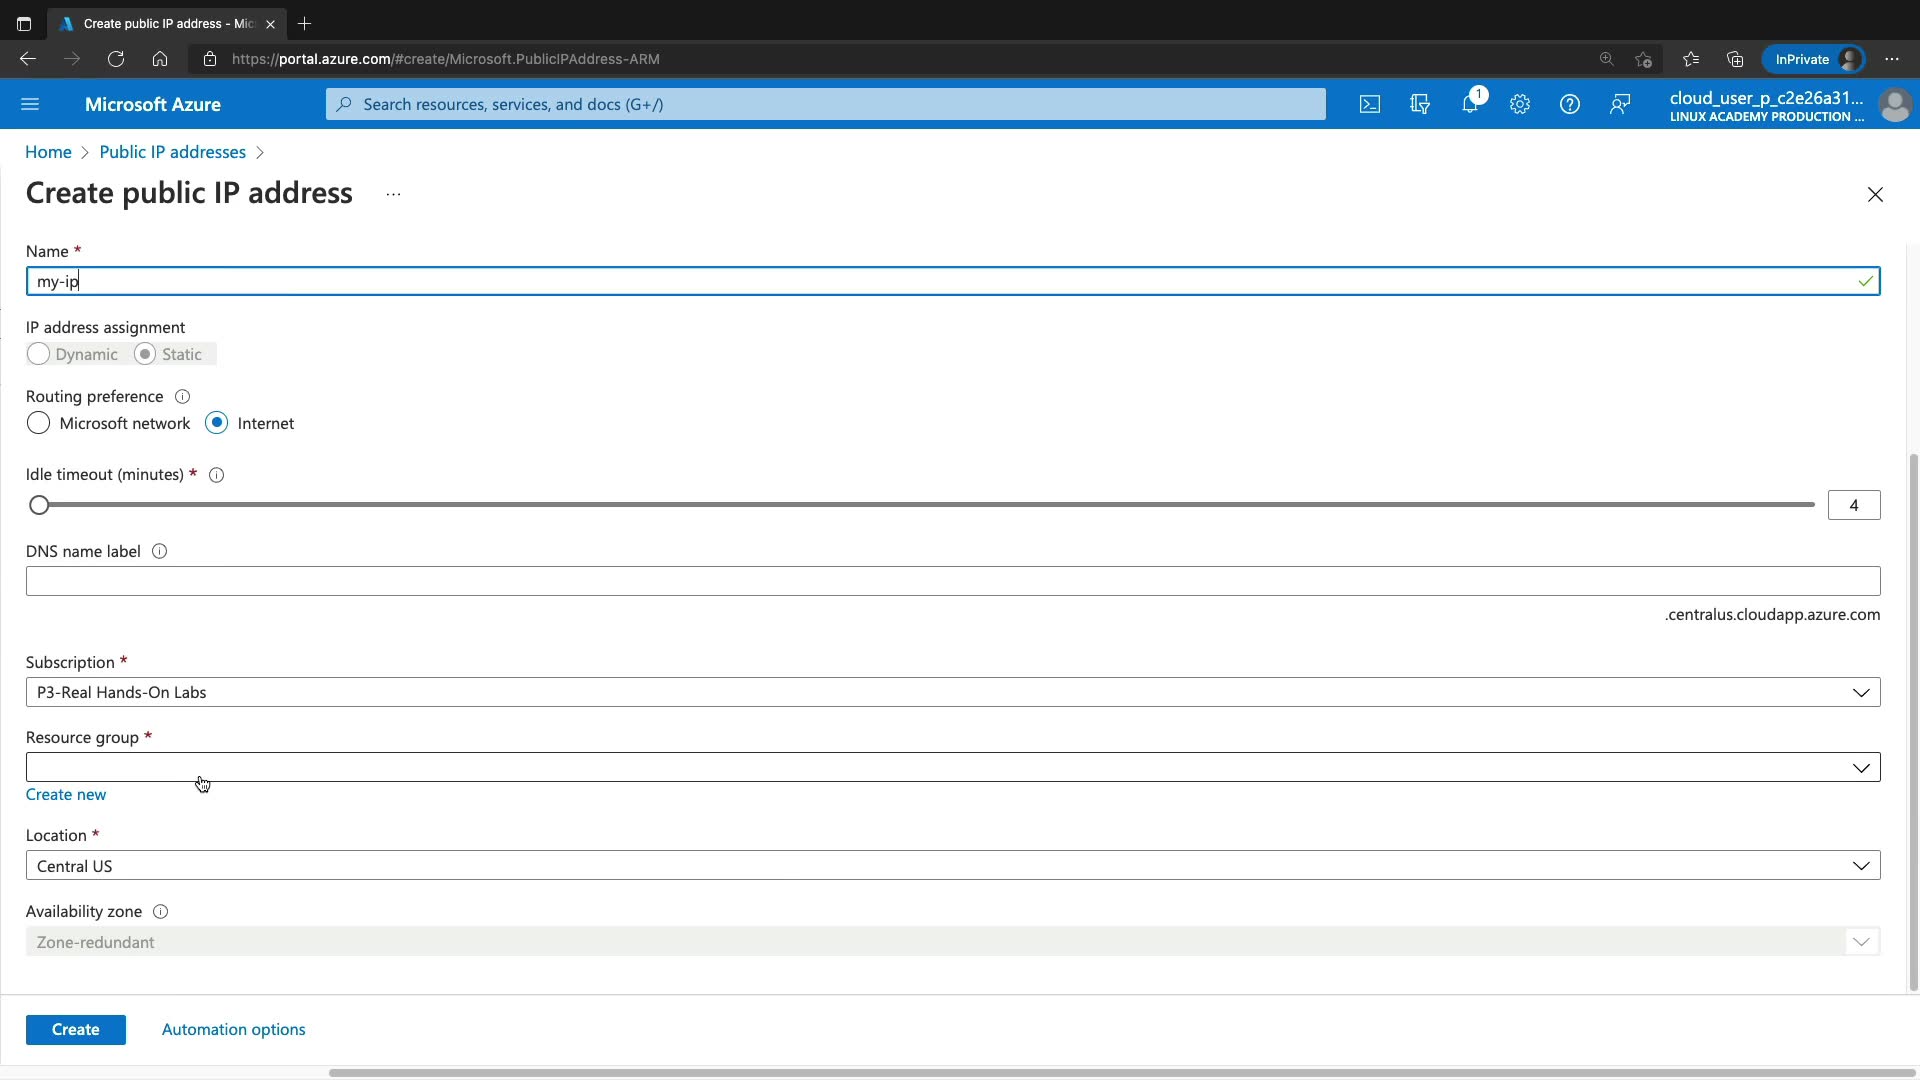 Create public IP address - Mic
https://portal.azure.com/#create/Microsoft.PublicIPAddress-ARM
InPrivate
Microsoft Azure
Search resources, services, and docs (G+/)
1
cloud_user_p_c2e26a31...
LINUX ACADEMY PRODUCTION ...
Home > Public IP addresses >
Create public IP address ...
Name *
my-ip
IP address assignment
Dynamic Static
Routing preference
Microsoft network Internet
Idle timeout (minutes) *
4
DNS name label
.centralus.cloudapp.azure.com
Subscription *
P3-Real Hands-On Labs
Resource group *
Create new
Location *
Central US
Availability zone
Zone-redundant
Create Automation options